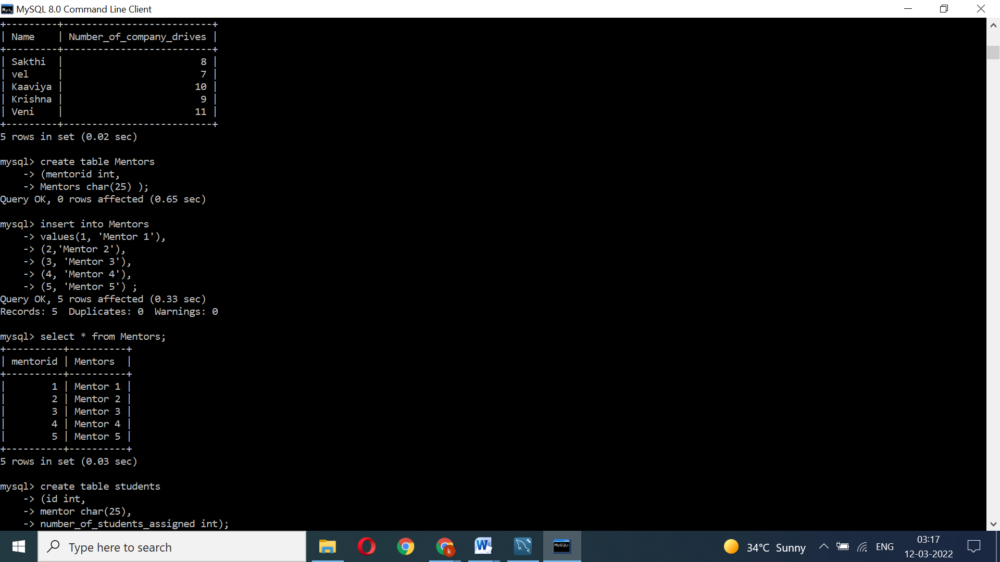 MySQL 8.0 Command Line Client
+---------+--------------------------+
| Name    | Number_of_company_drives |
+---------+--------------------------+
| Sakthi  |                        8 |
| vel     |                        7 |
| Kaaviya |                       10 |
| Krishna |                        9 |
| Veni    |                       11 |
+---------+--------------------------+
5 rows in set (0.02 sec)
mysql> create table Mentors
    -> (mentorid int,
    -> Mentors char(25) );
Query OK, 0 rows affected (0.65 sec)
mysql> insert into Mentors
    -> values(1, 'Mentor 1'),
    -> (2,'Mentor 2'),
    -> (3, 'Mentor 3'),
    -> (4, 'Mentor 4'),
    -> (5, 'Mentor 5') ;
Query OK, 5 rows affected (0.33 sec)
Records: 5  Duplicates: 0  Warnings: 0
mysql> select * from Mentors;
+----------+----------+
| mentorid | Mentors  |
+----------+----------+
|        1 | Mentor 1 |
|        2 | Mentor 2 |
|        3 | Mentor 3 |
|        4 | Mentor 4 |
|        5 | Mentor 5 |
+----------+----------+
5 rows in set (0.03 sec)
mysql> create table students
    -> (id int,
    -> mentor char(25),
    -> number_of_students_assigned int);
Type here to search
34°C Sunny
ENG
03:17
12-03-2022